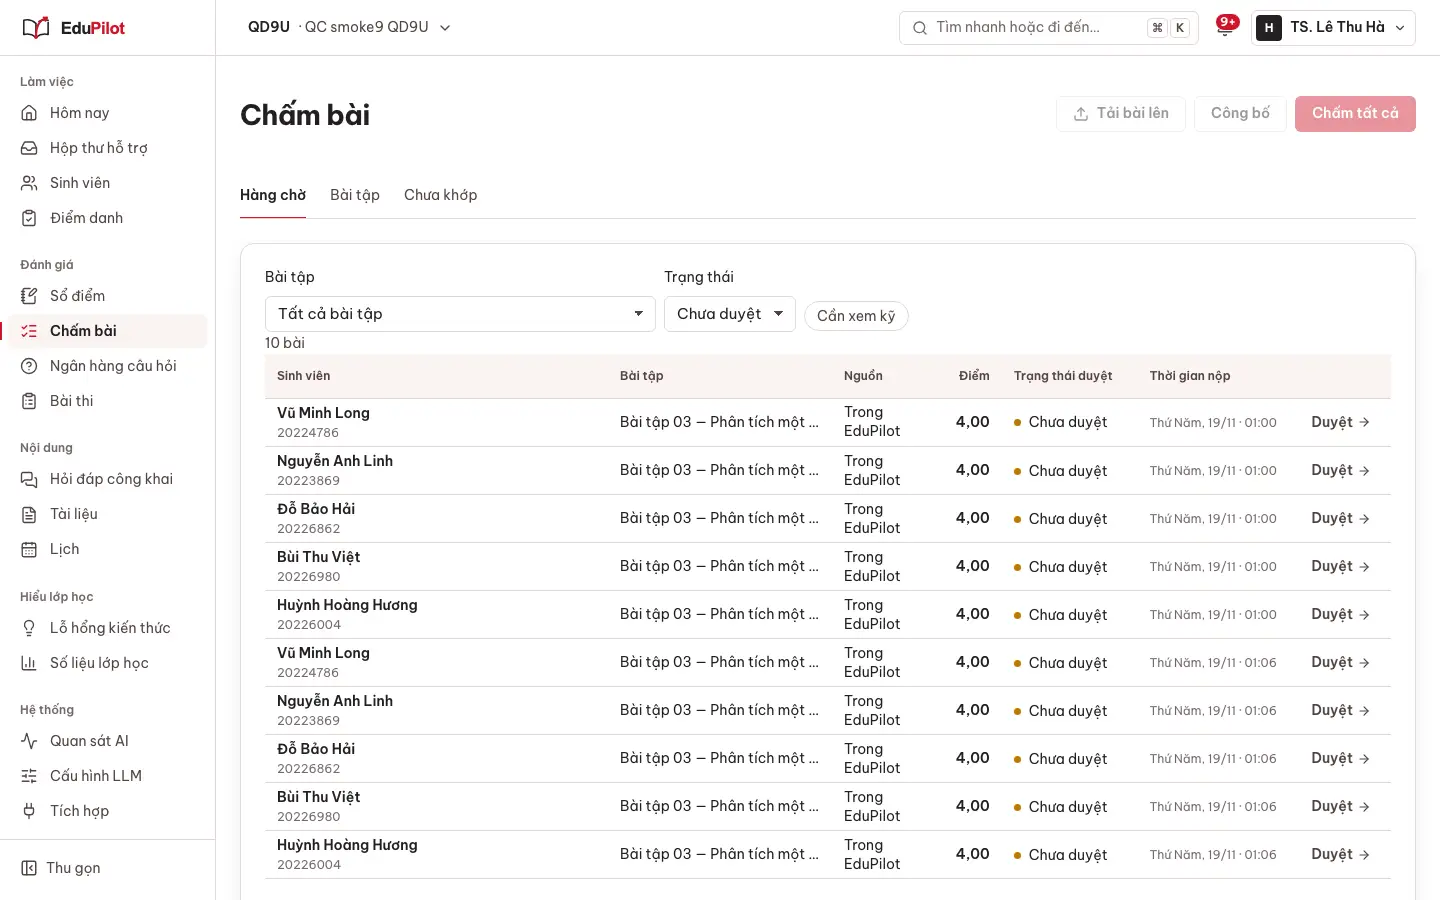 EduPilot
QD9U · QC smoke9 QD9U
Tìm nhanh hoặc đi đến...
⌘ K
9+
H
TS. Lê Thu Hà
Làm việc
Hôm nay
Hộp thư hỗ trợ
Sinh viên
Điểm danh
Đánh giá
Sổ điểm
Chấm bài
Ngân hàng câu hỏi
Bài thi
Nội dung
Hỏi đáp công khai
Tài liệu
Lịch
Hiểu lớp học
Lỗ hổng kiến thức
Số liệu lớp học
Hệ thống
Quan sát AI
Cấu hình LLM
Tích hợp
Thu gọn
Chấm bài
Tải bài lên
Công bố
Chấm tất cả
Hàng chờ
Bài tập
Chưa khớp
Bài tập
Trạng thái
Tất cả bài tập
Chưa duyệt
Cần xem kỹ
10 bài
Sinh viên Bài tập Nguồn Điểm Trạng thái duyệt Thời gian nộp
Vũ Minh Long
20224786
Bài tập 03 — Phân tích một ...
Trong
EduPilot
4,00
Chưa duyệt
Thứ Năm, 19/11 · 01:00
Duyệt →
Nguyễn Anh Linh
20223869
Bài tập 03 — Phân tích một ...
Trong
EduPilot
4,00
Chưa duyệt
Thứ Năm, 19/11 · 01:00
Duyệt →
Đỗ Bảo Hải
20226862
Bài tập 03 — Phân tích một ...
Trong
EduPilot
4,00
Chưa duyệt
Thứ Năm, 19/11 · 01:00
Duyệt →
Bùi Thu Việt
20226980
Bài tập 03 — Phân tích một ...
Trong
EduPilot
4,00
Chưa duyệt
Thứ Năm, 19/11 · 01:00
Duyệt →
Huỳnh Hoàng Hương
20226004
Bài tập 03 — Phân tích một ...
Trong
EduPilot
4,00
Chưa duyệt
Thứ Năm, 19/11 · 01:00
Duyệt →
Vũ Minh Long
20224786
Bài tập 03 — Phân tích một ...
Trong
EduPilot
4,00
Chưa duyệt
Thứ Năm, 19/11 · 01:06
Duyệt →
Nguyễn Anh Linh
20223869
Bài tập 03 — Phân tích một ...
Trong
EduPilot
4,00
Chưa duyệt
Thứ Năm, 19/11 · 01:06
Duyệt →
Đỗ Bảo Hải
20226862
Bài tập 03 — Phân tích một ...
Trong
EduPilot
4,00
Chưa duyệt
Thứ Năm, 19/11 · 01:06
Duyệt →
Bùi Thu Việt
20226980
Bài tập 03 — Phân tích một ...
Trong
EduPilot
4,00
Chưa duyệt
Thứ Năm, 19/11 · 01:06
Duyệt →
Huỳnh Hoàng Hương
20226004
Bài tập 03 — Phân tích một ...
Trong
EduPilot
4,00
Chưa duyệt
Thứ Năm, 19/11 · 01:06
Duyệt →